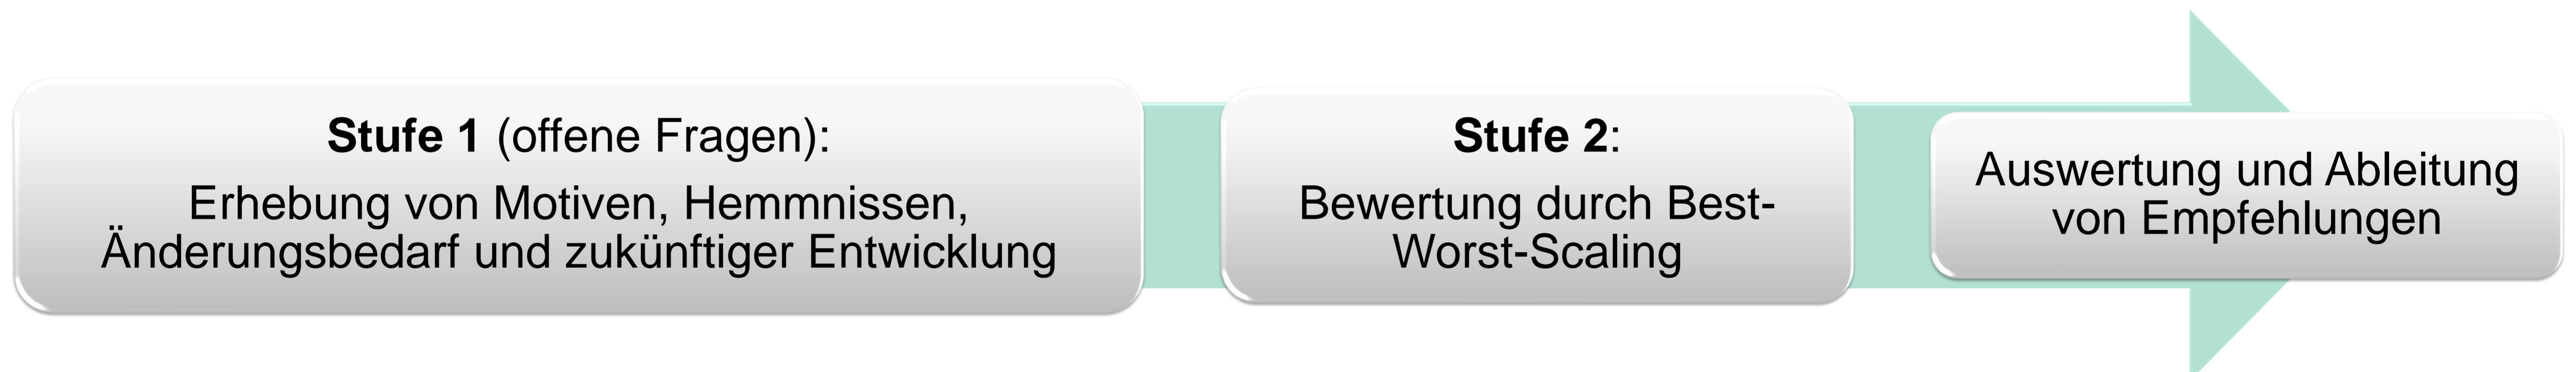 Stufe 1 (offene Fragen):
Erhebung von Motiven, Hemmnissen,
Änderungsbedarf und zukünftiger Entwicklung
Stufe 2:
Bewertung durch Best-
Worst-Scaling
Auswertung und Ableitung
von Empfehlungen